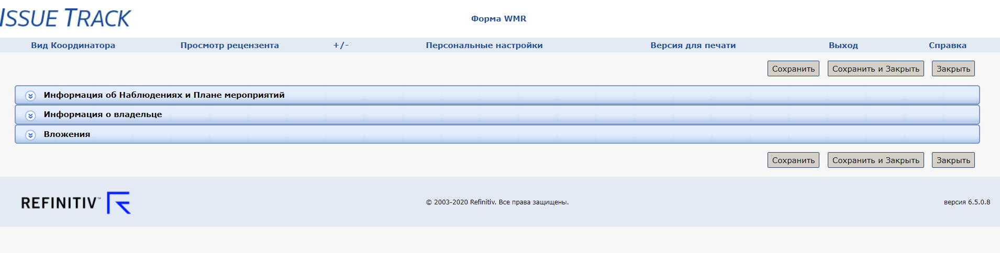 ISSUE TRACK
Форма WMR
Вид Координатора Просмотр рецензента +/- Персональные настройки Версия для печати Выход Справка
Сохранить Сохранить и Закрыть Закрыть
Информация об Наблюдениях и Плане мероприятий
Информация о владельце
Вложения
Сохранить Сохранить и Закрыть Закрыть
REFINITIV™ © 2003-2020 Refinitiv. Все права защищены. версия 6.5.0.8